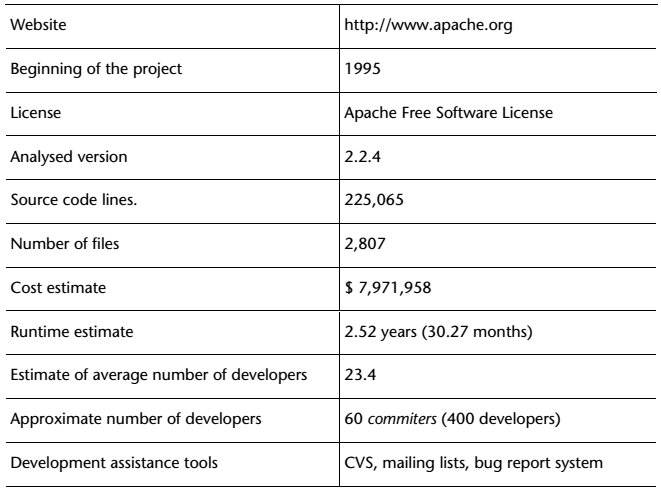 Website http://www.apache.org
Beginning of the project 1995
License Apache Free Software License
Analysed version 2.2.4
Source code lines. 225,065
Number of files 2,807
Cost estimate $ 7,971,958
Runtime estimate 2.52 years (30.27 months)
Estimate of average number of developers 23.4
Approximate number of developers 60 commiters (400 developers)
Development assistance tools CVS, mailing lists, bug report system